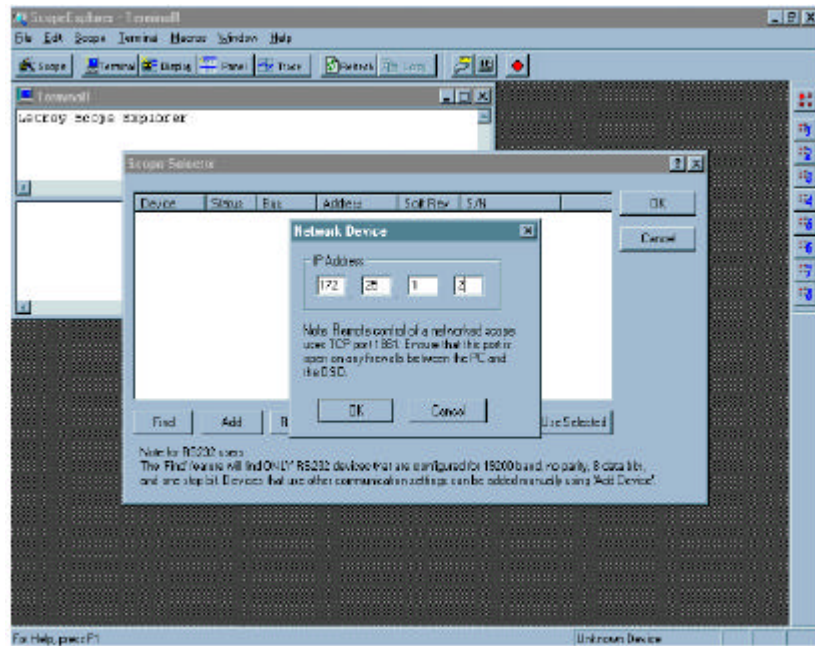 ScopeExplorer - Terminal1
File Edit Scope Terminal Macros Window Help
Scope Terminal Display Panel Trace Refresh Copy
Terminal1
LeCroy Scope Explorer
Scope Selector
Device Status Bus Address Soft Rev S/N
OK
Cancel
Network Device
IP Address
172 25 1 2
Note: Remote control of a networked scope
uses TCP port 1861. Ensure that this port is
open on any firewalls between the PC and
the DSO.
OK Cancel
Find Add Use Selected
Note for RS232 users
The 'Find' feature will find ONLY RS232 devices that are configured for 19200 baud, no parity, 8 data bits,
and one stop bit. Devices that use other communication settings can be added manually using 'Add Device'.
For Help, press F1
Unknown Device